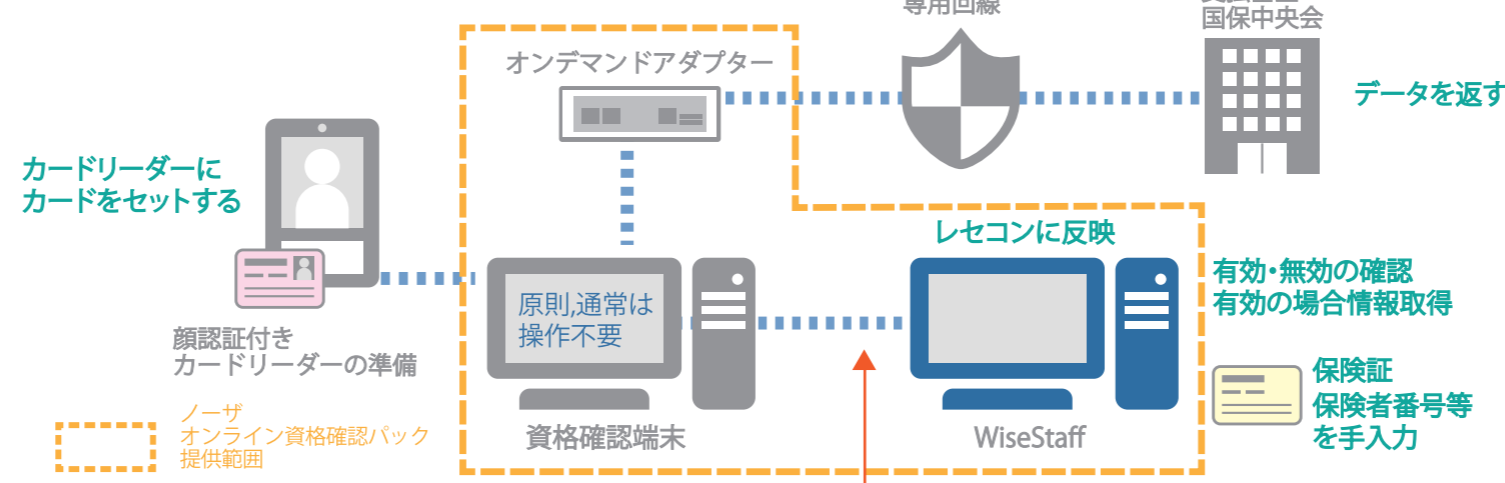 専用回線
国保中央会
オンデマンドアダプター
データを返す
カードリーダーに
カードをセットする
レセコンに反映
有効・無効の確認
有効の場合情報取得
原則,通常は
操作不要
顔認証付き
カードリーダーの準備
保険証
保険者番号等
を手入力
ノーザ
オンライン資格確認パック
提供範囲
資格確認端末
WiseStaff